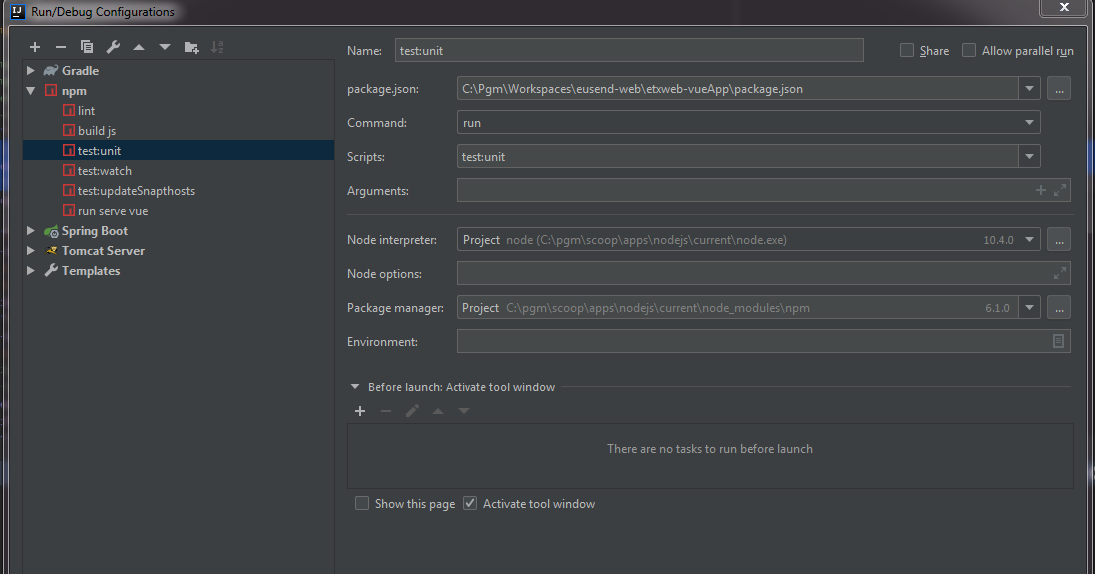 Run/Debug Configurations
Gradle
npm
lint
build js
test:unit
test:watch
test:updateSnapthosts
run serve vue
Spring Boot
Tomcat Server
Templates
Name: test:unit Share Allow parallel run
package.json: C:\Pgm\Workspaces\eusend-web\etxweb-vueApp\package.json ...
Command: run
Scripts: test:unit
Arguments:
Node interpreter: Project node (C:\pgm\scoop\apps\nodejs\current\node.exe) 10.4.0 ...
Node options:
Package manager: Project C:\pgm\scoop\apps\nodejs\current\node_modules\npm 6.1.0 ...
Environment:
Before launch: Activate tool window
There are no tasks to run before launch
Show this page Activate tool window